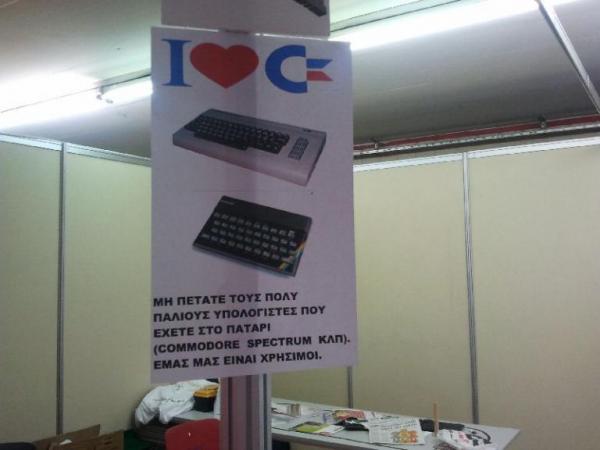 I
ΜΗ ΠΕΤΑΤΕ ΤΟΥΣ ΠΟΛΥ
ΠΑΛΙΟΥΣ ΥΠΟΛΟΓΙΣΤΕΣ ΠΟΥ
ΕΧΕΤΕ ΣΤΟ ΠΑΤΑΡΙ
(COMMODORE SPECTRUM ΚΛΠ).
ΕΜΑΣ ΜΑΣ ΕΙΝΑΙ ΧΡΗΣΙΜΟΙ.